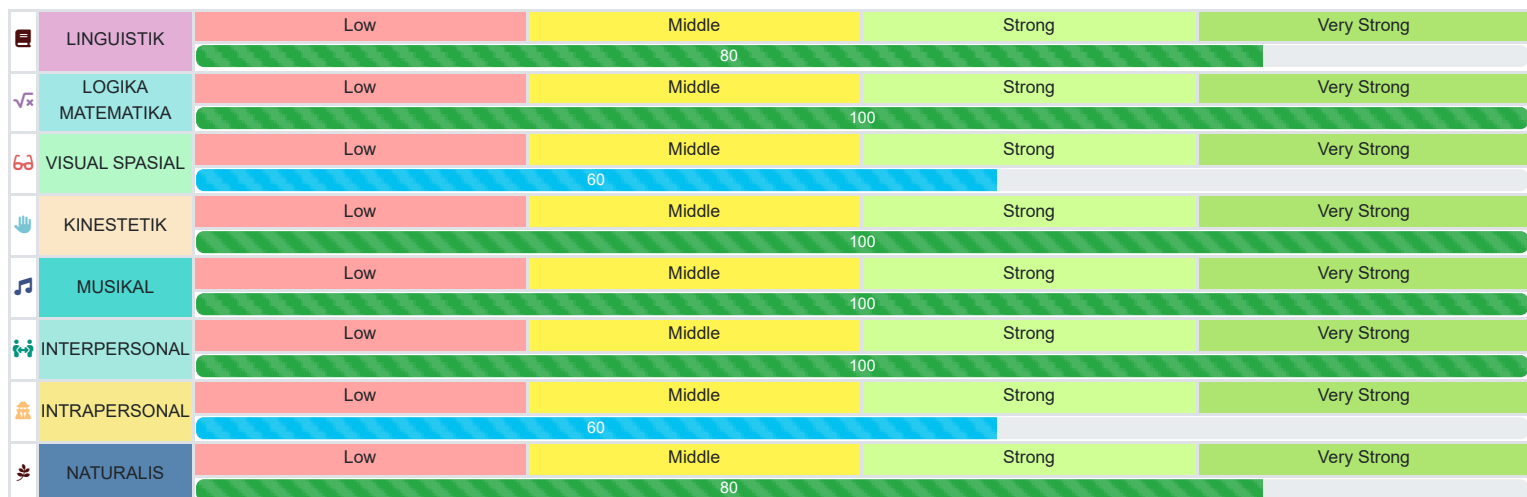 LINGUISTIK
Low Middle Strong Very Strong
80
LOGIKA
MATEMATIKA
Low Middle Strong Very Strong
100
VISUAL SPASIAL
Low Middle Strong Very Strong
60
KINESTETIK
Low Middle Strong Very Strong
100
MUSIKAL
Low Middle Strong Very Strong
100
INTERPERSONAL
Low Middle Strong Very Strong
100
INTRAPERSONAL
Low Middle Strong Very Strong
60
NATURALIS
Low Middle Strong Very Strong
80